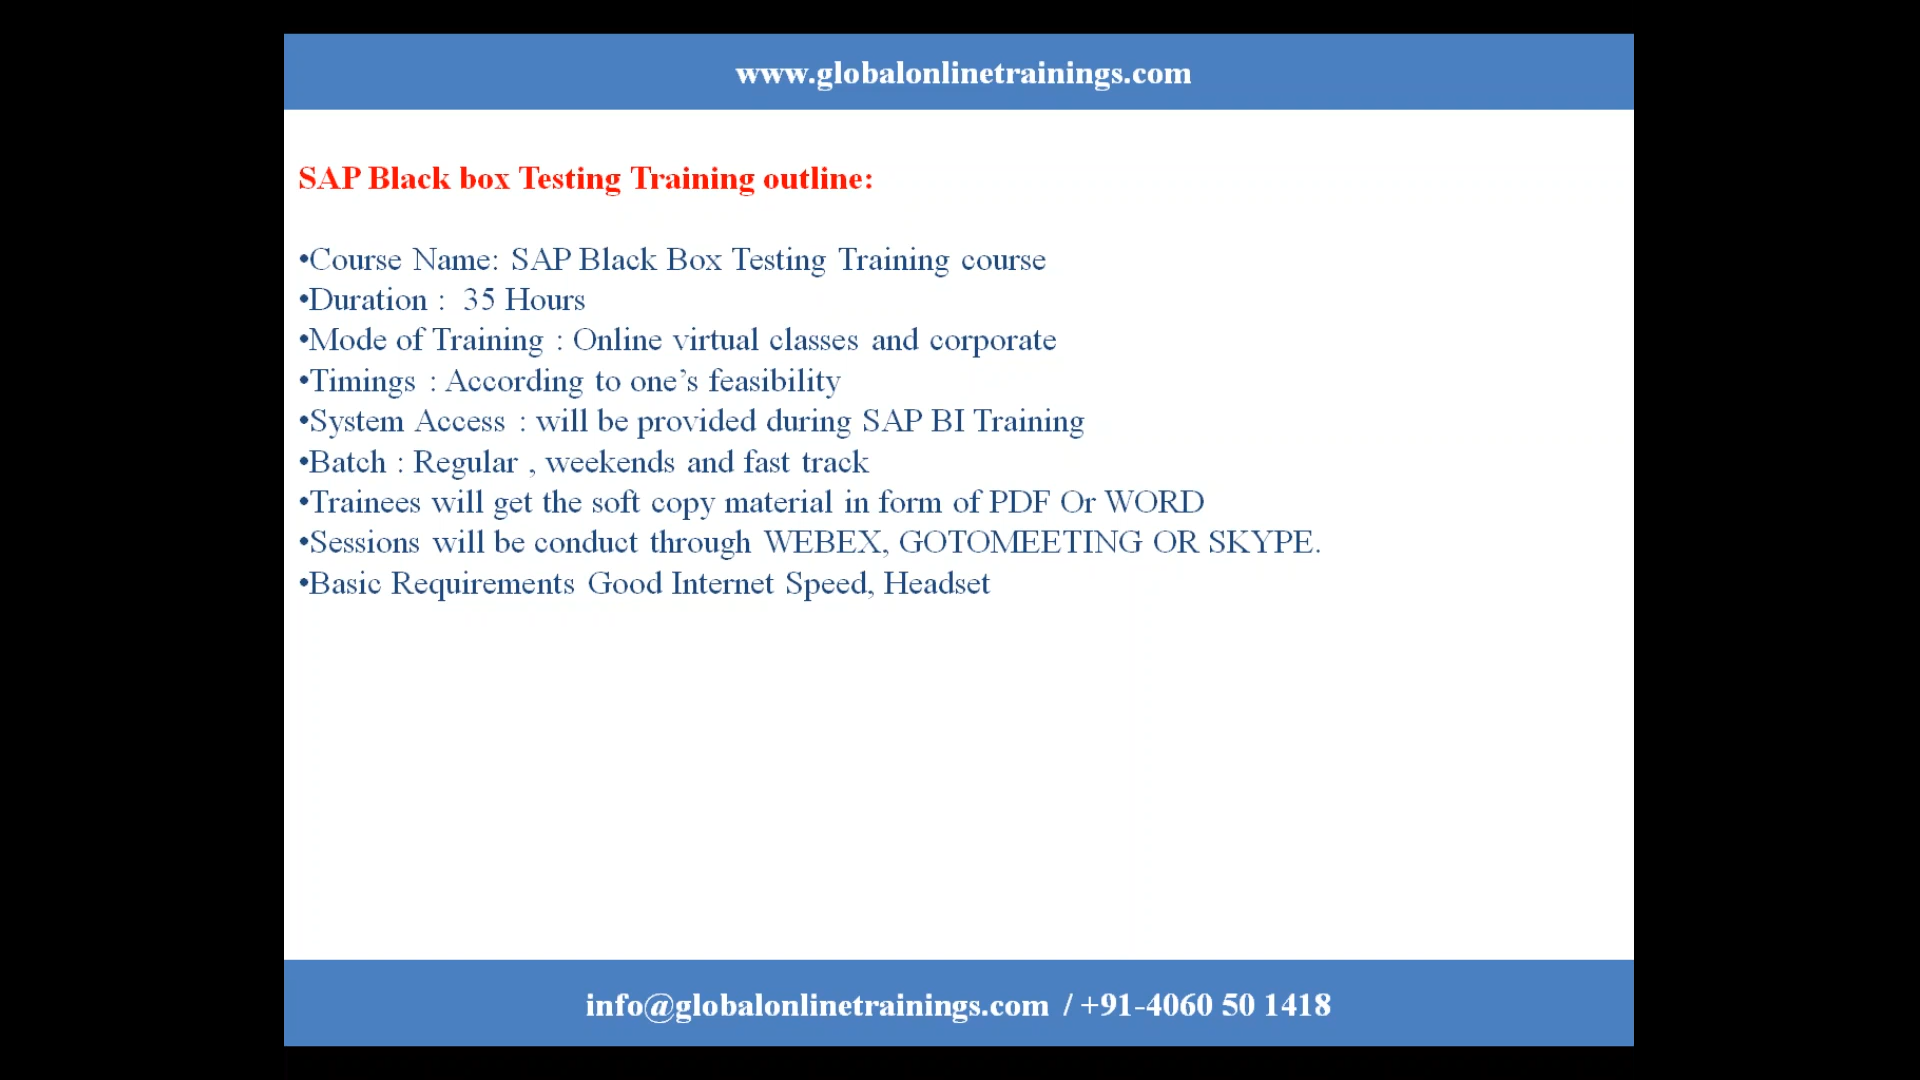 www.globalonlinetrainings.com
SAP Black box Testing Training outline:
•Course Name: SAP Black Box Testing Training course
•Duration :  35 Hours
•Mode of Training : Online virtual classes and corporate
•Timings : According to one’s feasibility
•System Access : will be provided during SAP BI Training
•Batch : Regular , weekends and fast track
•Trainees will get the soft copy material in form of PDF Or WORD
•Sessions will be conduct through WEBEX, GOTOMEETING OR SKYPE.
•Basic Requirements Good Internet Speed, Headset
info@globalonlinetrainings.com / +91-4060 50 1418